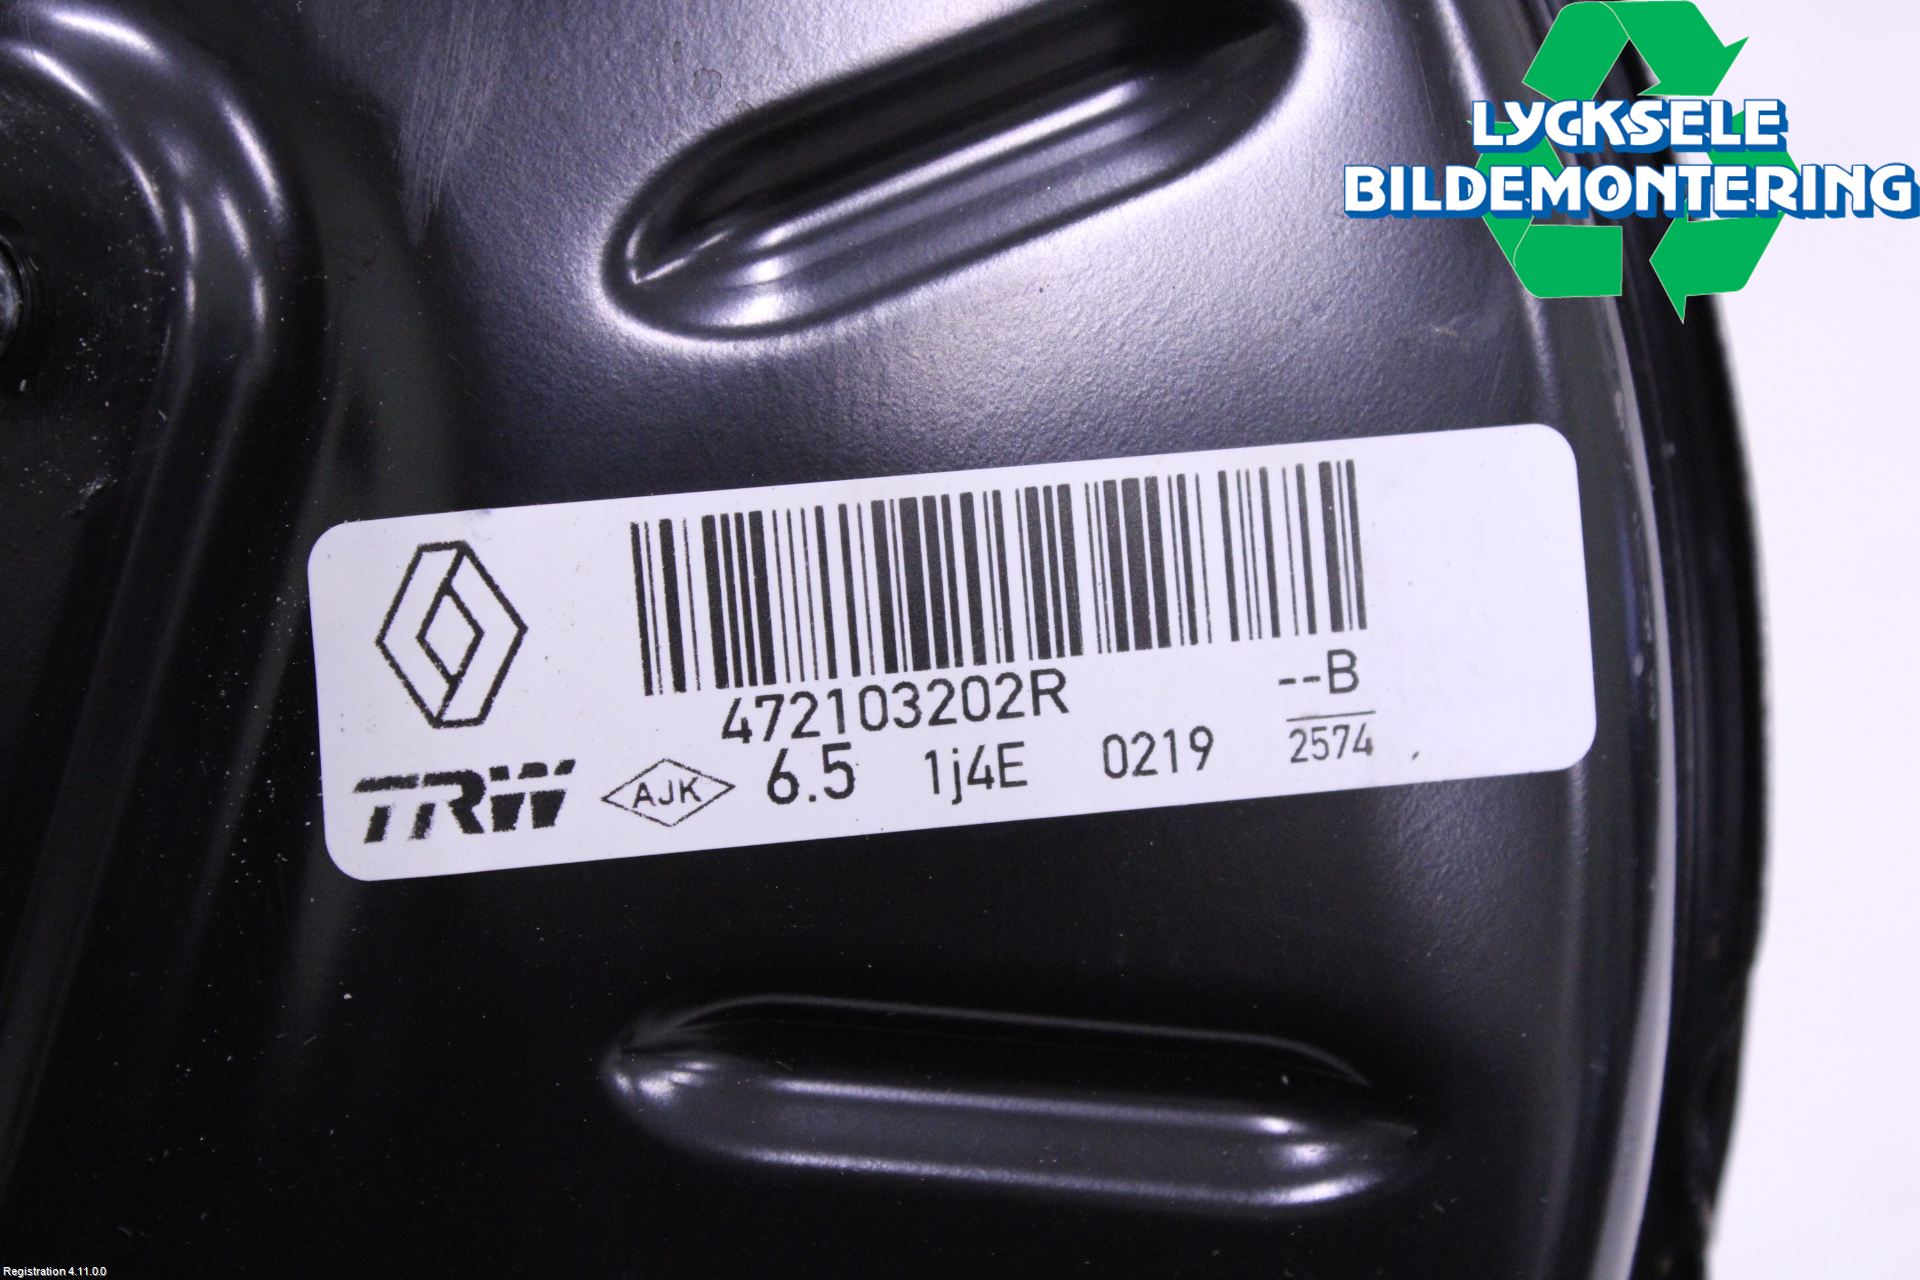 LYCKSELE
BILDEMONTERING
472103202R --B
TRW AJK 6.5 1j4E 0219 2574
Registration 4.11.0.0